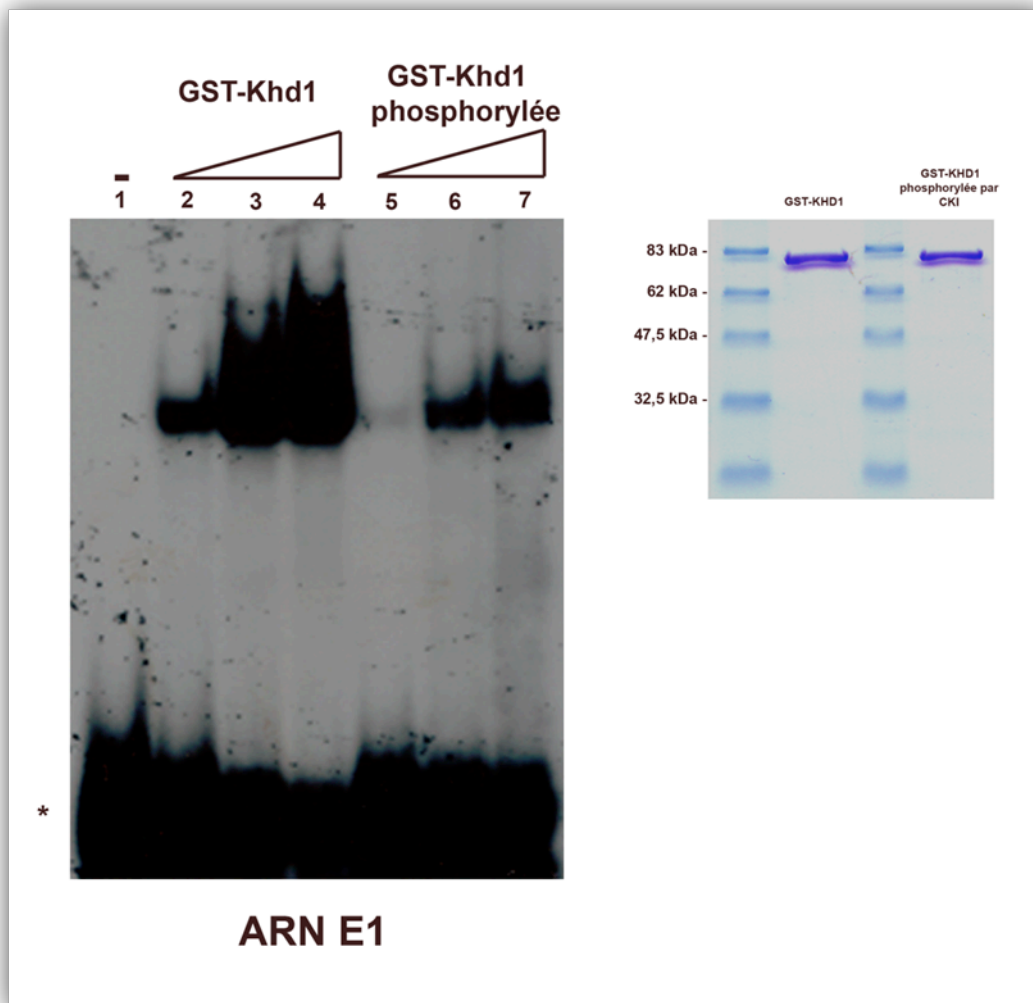 GST-Khd1
GST-Khd1
phosphorylée
-
1 2 3 4 5 6 7
*
ARN E1
GST-KHD1
GST-KHD1
phosphorylée par
CKI
83 kDa -
62 kDa -
47,5 kDa -
32,5 kDa -